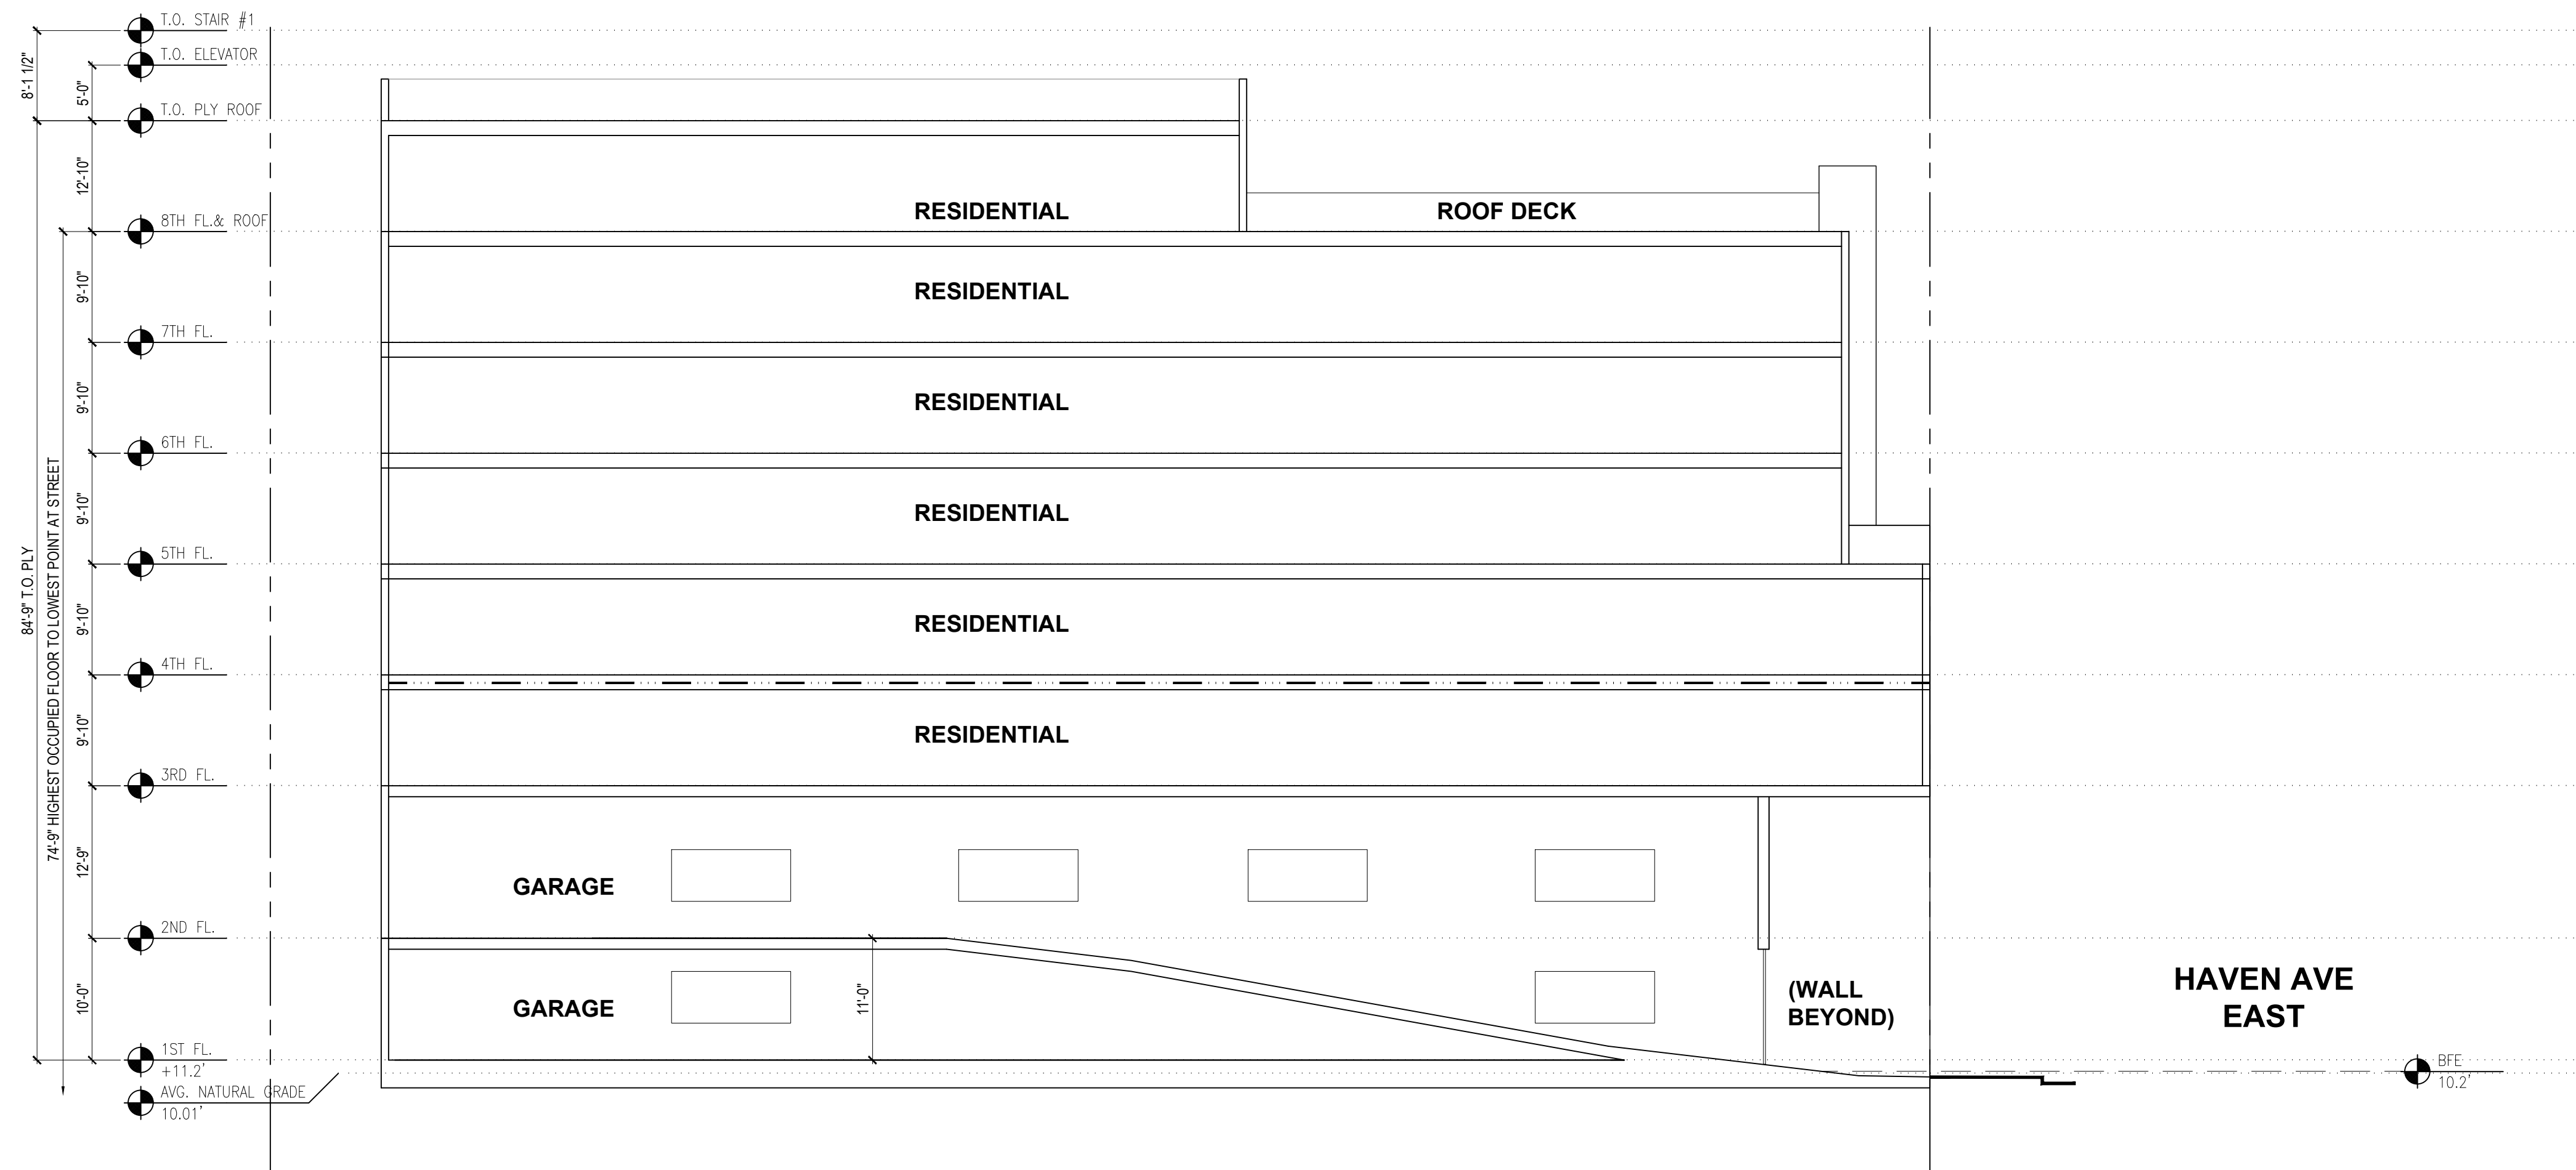 T.O. STAIR #1
T.O. ELEVATOR
T.O. PLY ROOF
8TH FL.& ROOF
7TH FL.
6TH FL.
5TH FL.
4TH FL.
3RD FL.
2ND FL.
1ST FL.
+11.2'
AVG. NATURAL GRADE
10.01'
8'-1 1/2"
84'-9" T.O. PLY
74'-9" HIGHEST OCCUPIED FLOOR TO LOWEST POINT AT STREET
5'-0"
12'-10"
9'-10"
9'-10"
9'-10"
9'-10"
9'-10"
12'-9"
10'-0"
RESIDENTIAL
ROOF DECK
RESIDENTIAL
RESIDENTIAL
RESIDENTIAL
RESIDENTIAL
RESIDENTIAL
GARAGE
GARAGE
11'-0"
(WALL
BEYOND)
HAVEN AVE
EAST
BFE
10.2'